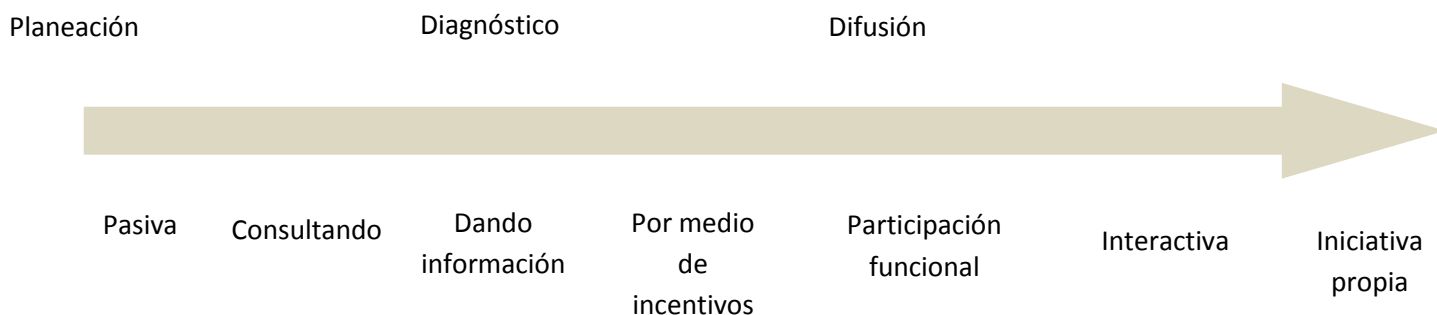 Planeación
Diagnóstico
Difusión
Pasiva
Consultando
Dando
información
Por medio
de
incentivos
Participación
funcional
Interactiva
Iniciativa
propia